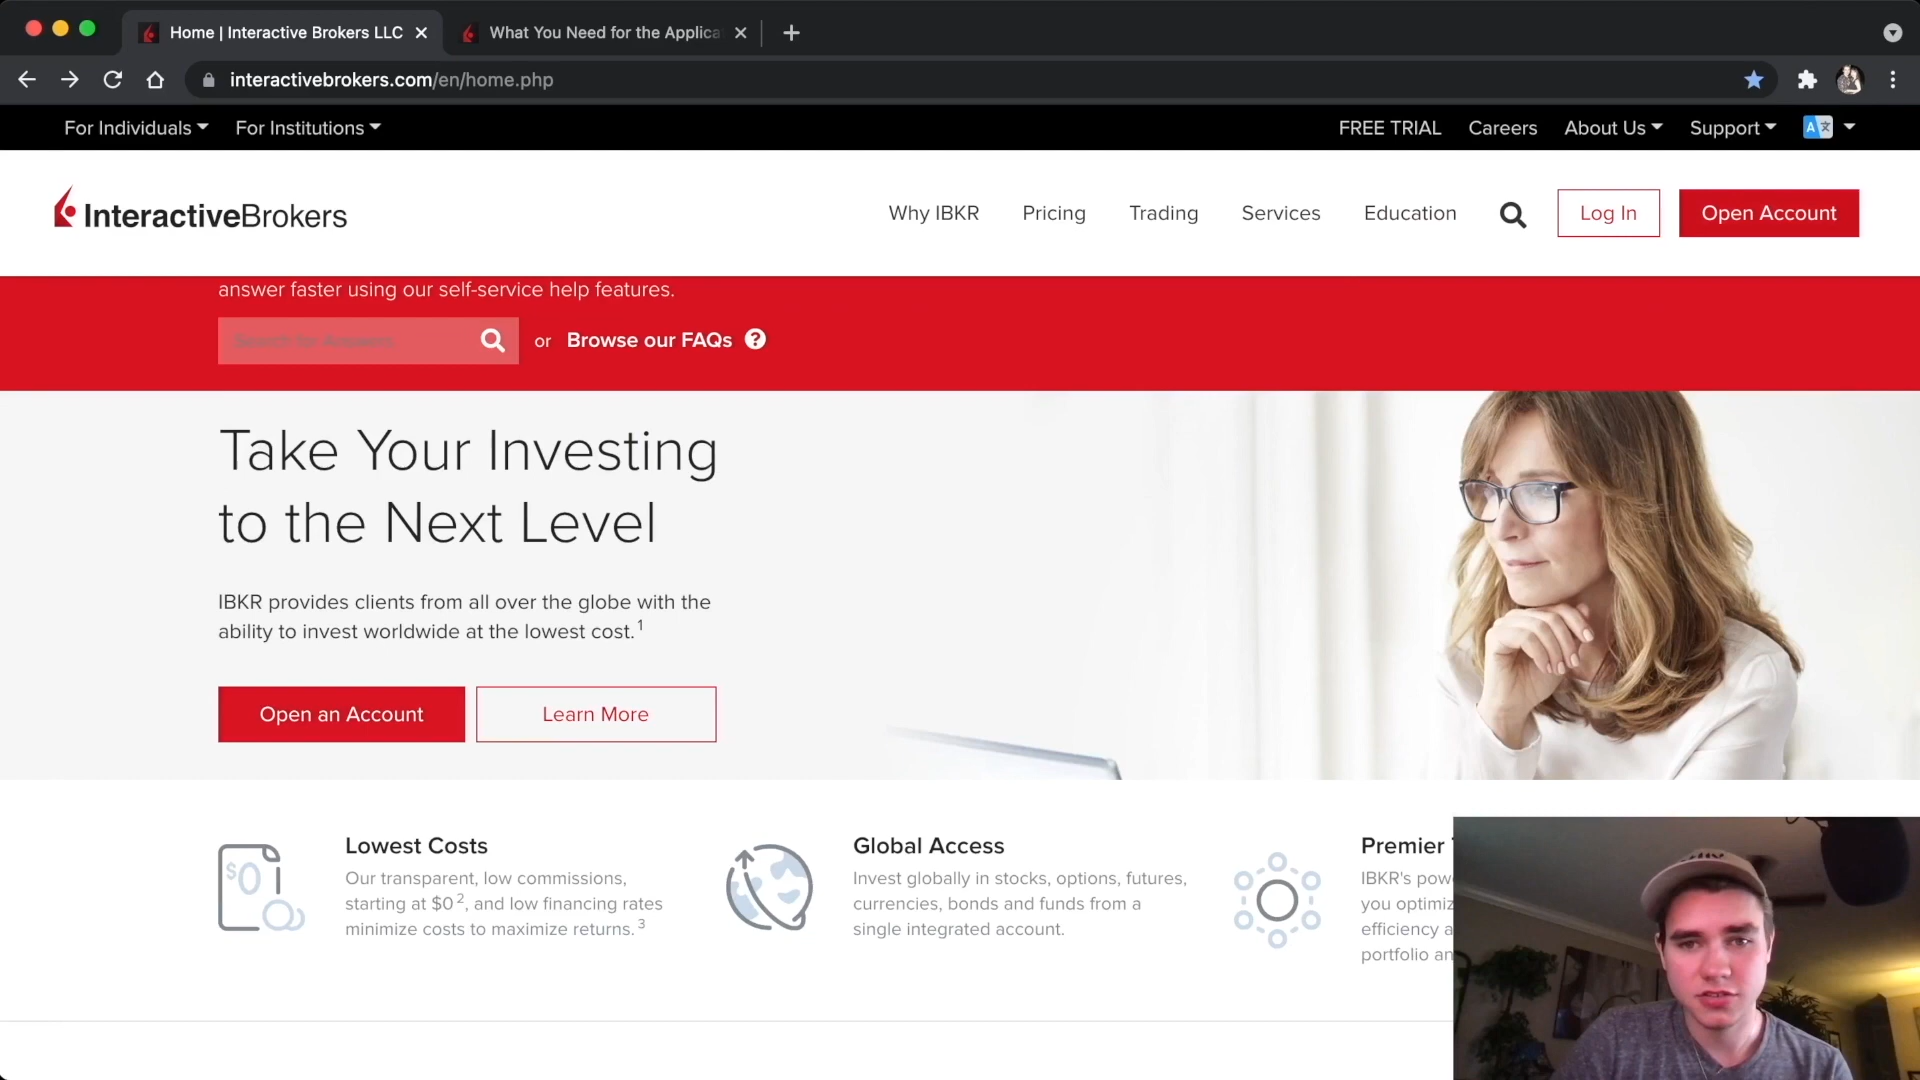 Home | Interactive Brokers LLC
What You Need for the Applica
interactivebrokers.com/en/home.php
For Individuals
For Institutions
FREE TRIAL
Careers
About Us
Support
InteractiveBrokers
Why IBKR
Pricing
Trading
Services
Education
Log In
Open Account
answer faster using our self-service help features.
or
Browse our FAQs ?
Take Your Investing
to the Next Level
IBKR provides clients from all over the globe with the
ability to invest worldwide at the lowest cost.1
Open an Account
Learn More
$0
Lowest Costs
Our transparent, low commissions,
starting at $0 2, and low financing rates
minimize costs to maximize returns. 3
Global Access
Invest globally in stocks, options, futures,
currencies, bonds and funds from a
single integrated account.
Premier
IBKR's pow
you optimiz
efficiency a
portfolio an